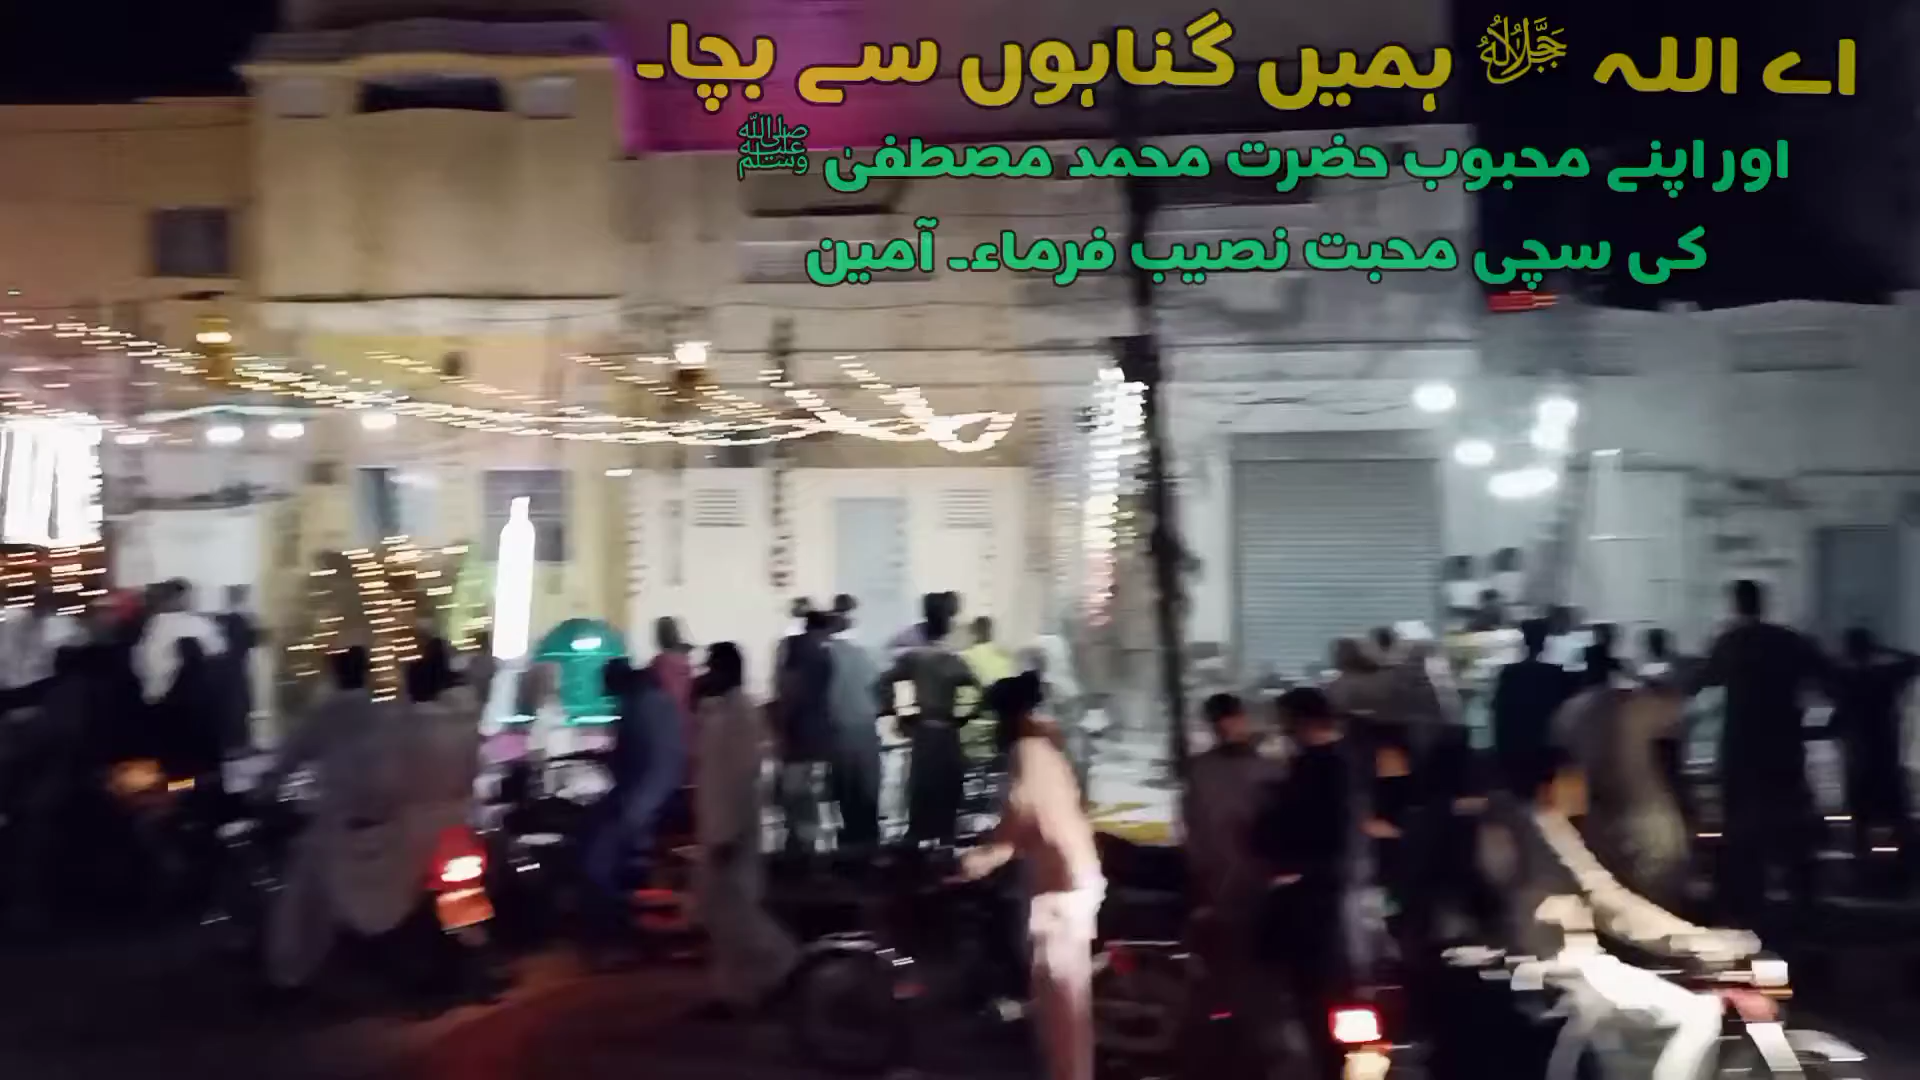 اے اللہ ﷻ ہمیں گناہوں سے بچا۔
اور اپنے محبوب حضرت محمد مصطفیٰ ﷺ
کی سچی محبت نصیب فرماء۔ آمین